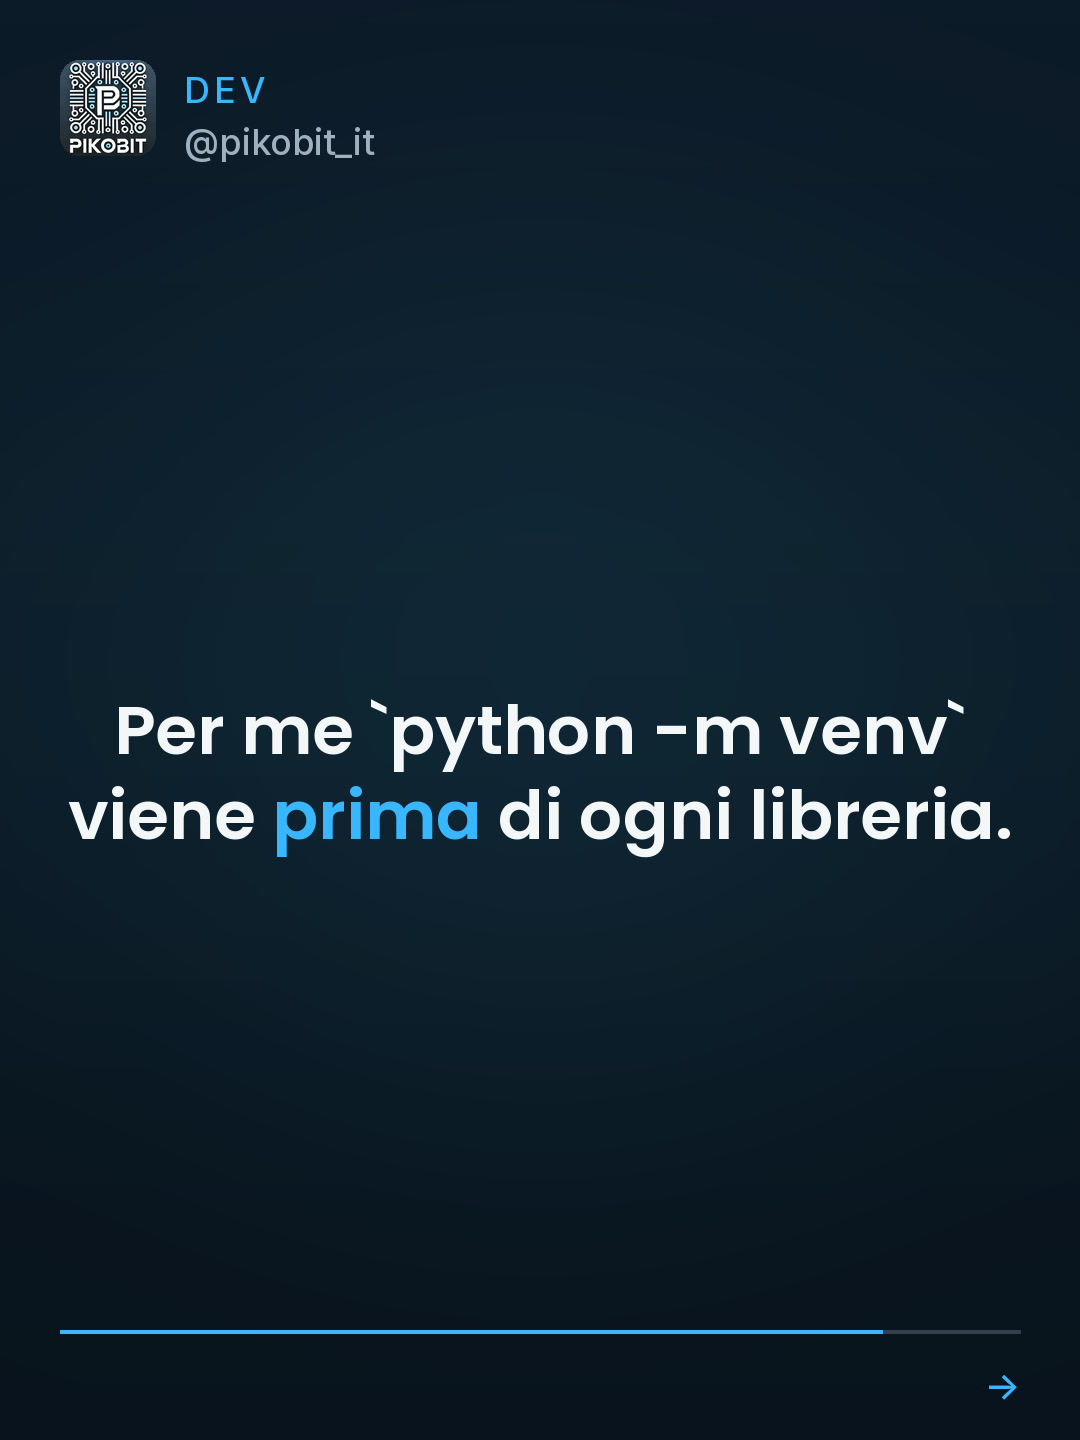 PIKOBIT
DEV
@pikobit_it
Per me `python -m venv`
viene prima di ogni libreria.
→